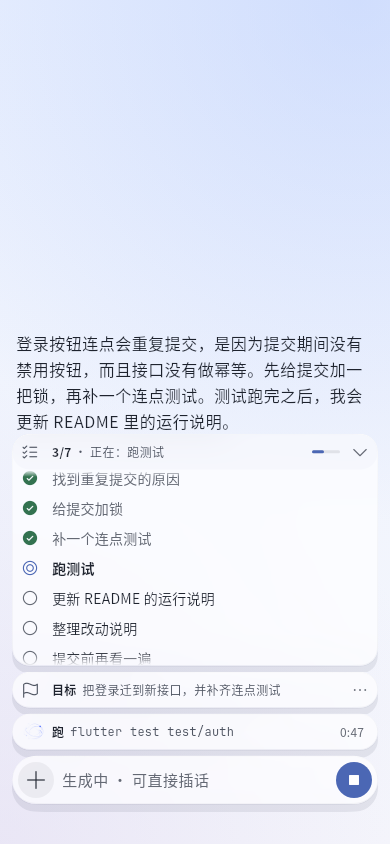 登录按钮连点会重复提交，是因为提交期间没有
禁用按钮，而且接口没有做幂等。先给提交加一
把锁，再补一个连点测试。测试跑完之后，我会
更新 README 里的运行说明。
3/7 · 正在：跑测试
找到重复提交的原因
给提交加锁
补一个连点测试
跑测试
更新 README 的运行说明
整理改动说明
提交前再看一遍
目标 把登录迁到新接口，并补齐连点测试
跑 flutter test test/auth 0:47
生成中 · 可直接插话